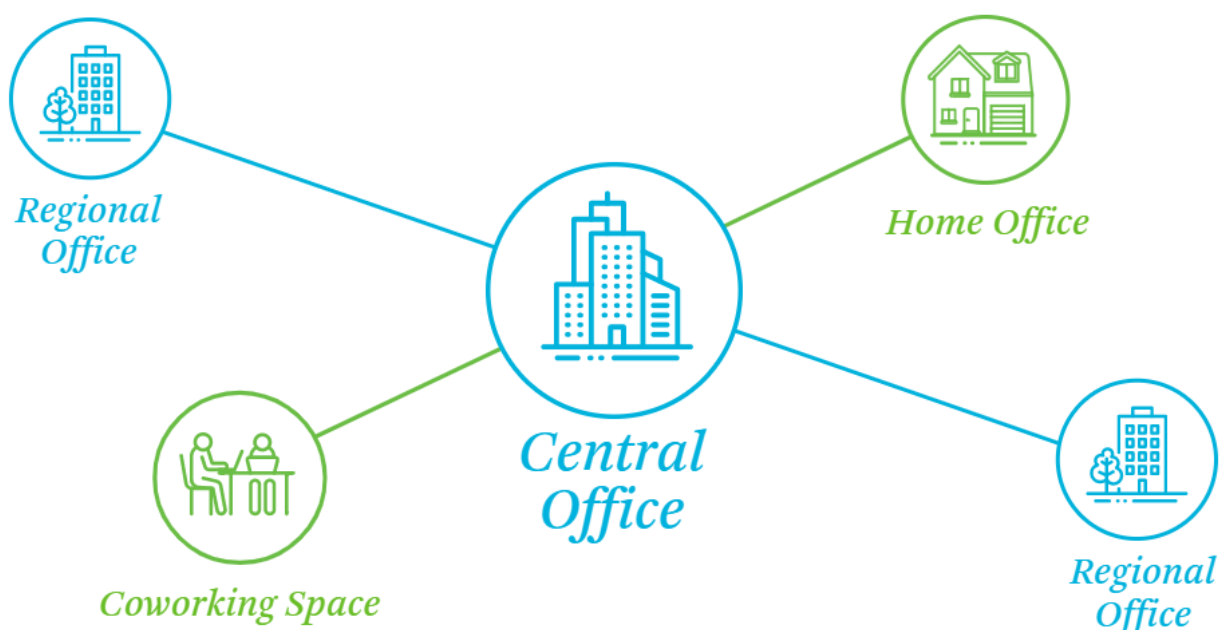 Regional
Office
Home Office
Central
Office
Coworking Space
Regional
Office